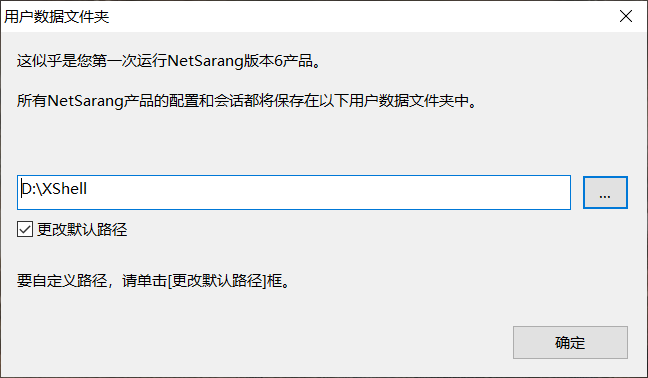 用户数据文件夹
这似乎是您第一次运行NetSarang版本6产品。
所有NetSarang产品的配置和会话都将保存在以下用户数据文件夹中。
D:\XShell
...
更改默认路径
要自定义路径，请单击[更改默认路径]框。
确定